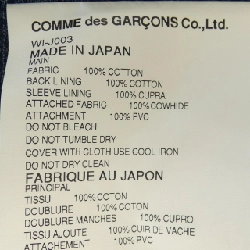 COMME des GARÇONS Co., Ltd.
WI-J003
MADE IN JAPAN
MAIN
FABRIC 100% COTTON
BACK LINING 100% COTTON
SLEEVE LINING 100% CUPRA
ATTACHED FABRIC 100% COWHIDE
ATTACHMENT 100% PVC
DO NOT BLEACH
DO NOT TUMBLE DRY
COVER WITH CLOTH USE COOL IRON
DO NOT DRY CLEAN
FABRIQUE AU JAPON
PRINCIPAL
TISSU 100% COTON
DOUBLURE 100% COTON
DOUBLURE MANCHES 100% CUPRO
TISSU AJOUTE 100% CUIR DE VACHE
ATTACHEMENT 100% PVC